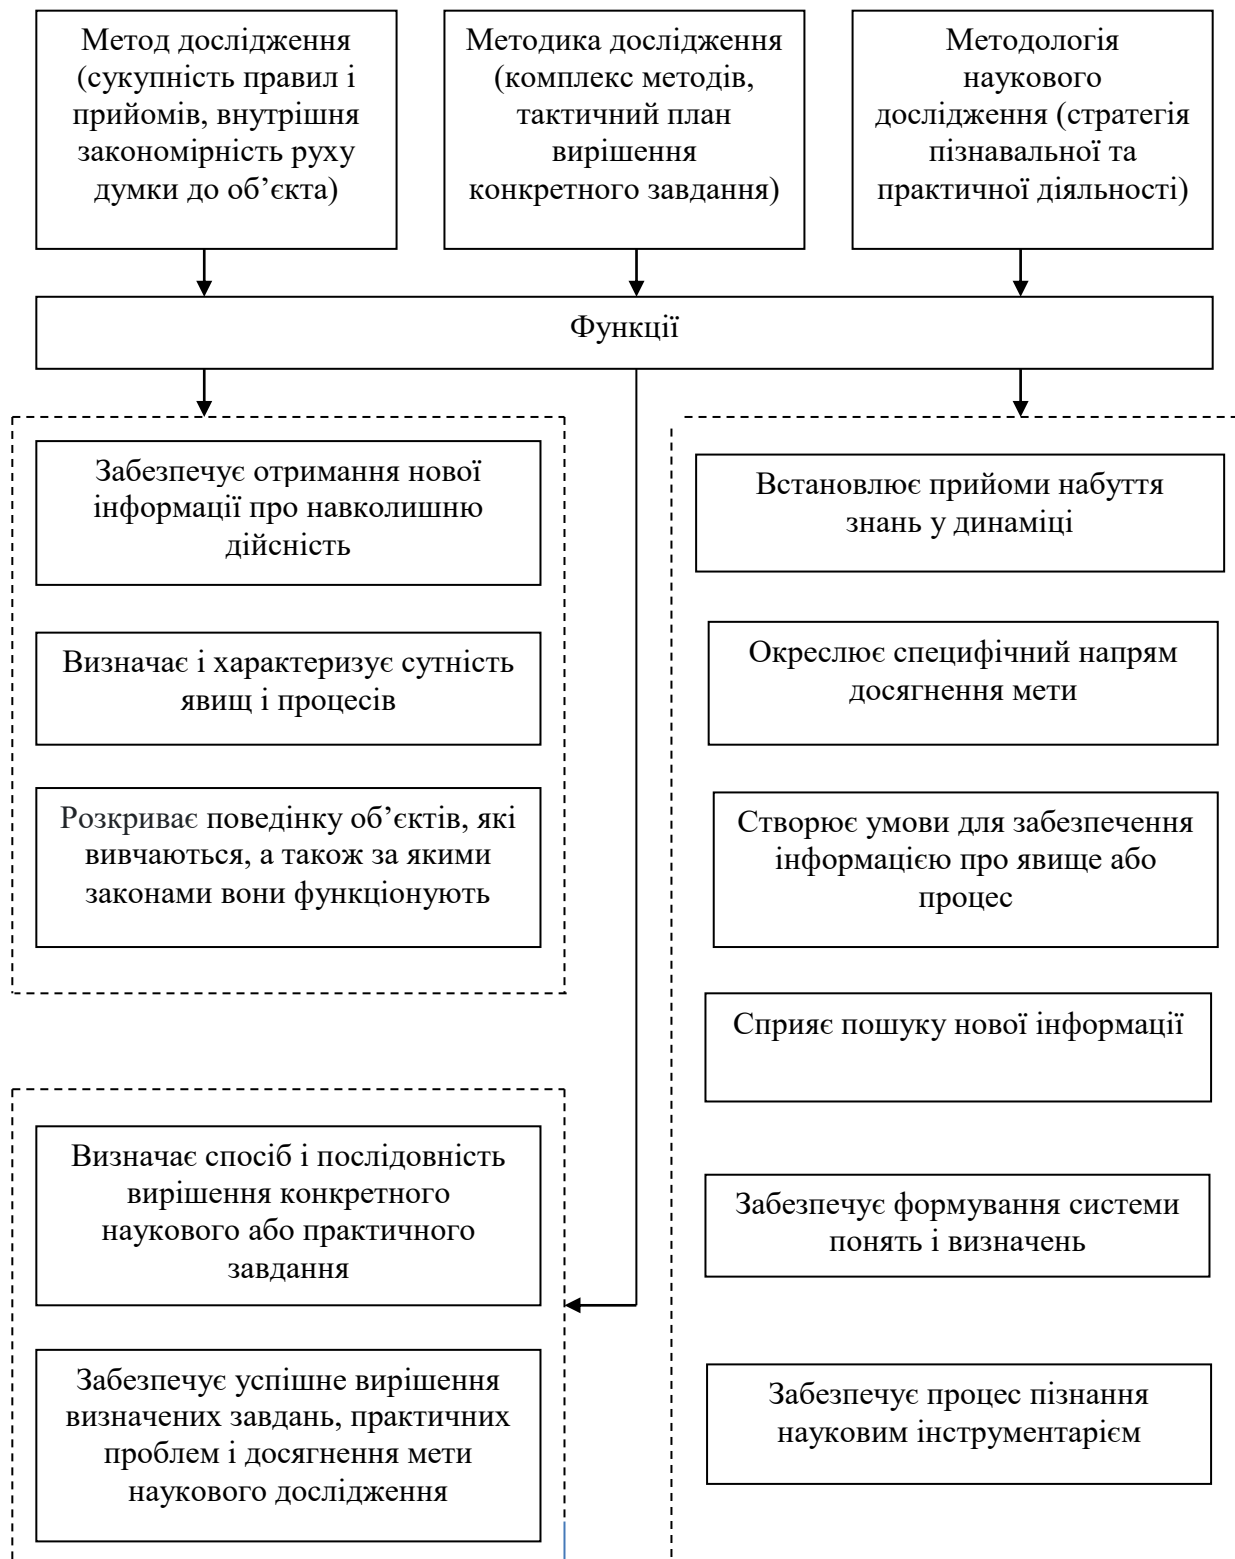 Метод дослідження
(сукупність правил і
прийомів, внутрішня
закономірність руху
думки до об’єкта)
Методика дослідження
(комплекс методів,
тактичний план
вирішення
конкретного завдання)
Методологія
наукового
дослідження (стратегія
пізнавальної та
практичної діяльності)
Функції
Забезпечує отримання нової
інформації про навколишню
дійсність
Визначає і характеризує сутність
явищ і процесів
Розкриває поведінку об’єктів, які
вивчаються, а також за якими
законами вони функціонують
Визначає спосіб і послідовність
вирішення конкретного
наукового або практичного
завдання
Забезпечує успішне вирішення
визначених завдань, практичних
проблем і досягнення мети
наукового дослідження
Встановлює прийоми набуття
знань у динаміці
Окреслює специфічний напрям
досягнення мети
Створює умови для забезпечення
інформацією про явище або
процес
Сприяє пошуку нової інформації
Забезпечує формування системи
понять і визначень
Забезпечує процес пізнання
науковим інструментарієм